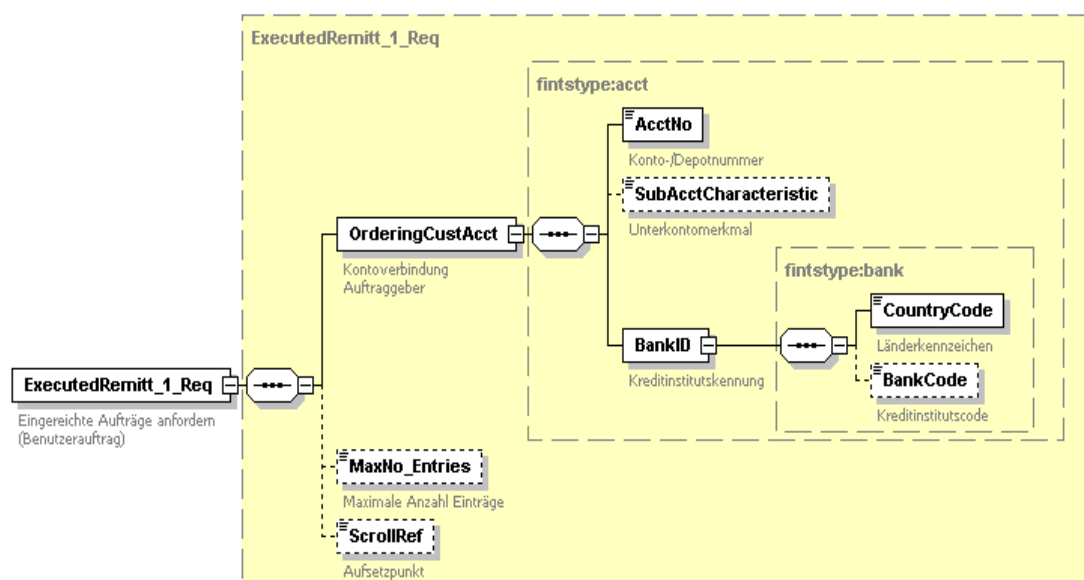 ExecutedRemitt_1_Req
fintstype:acct
AcctNo
Konto-/Depotnummer
SubAcctCharacteristic
Unterkontomerkmal
OrderingCustAcct
Kontoverbindung
Auftraggeber
fintstype:bank
CountryCode
Länderkennzeichen
BankID
Kreditinstitutskennung
BankCode
Kreditinstitutscode
ExecutedRemitt_1_Req
Eingereichte Aufträge anfordern
(Benutzerauftrag)
MaxNo_Entries
Maximale Anzahl Einträge
ScrollRef
Aufsetzpunkt